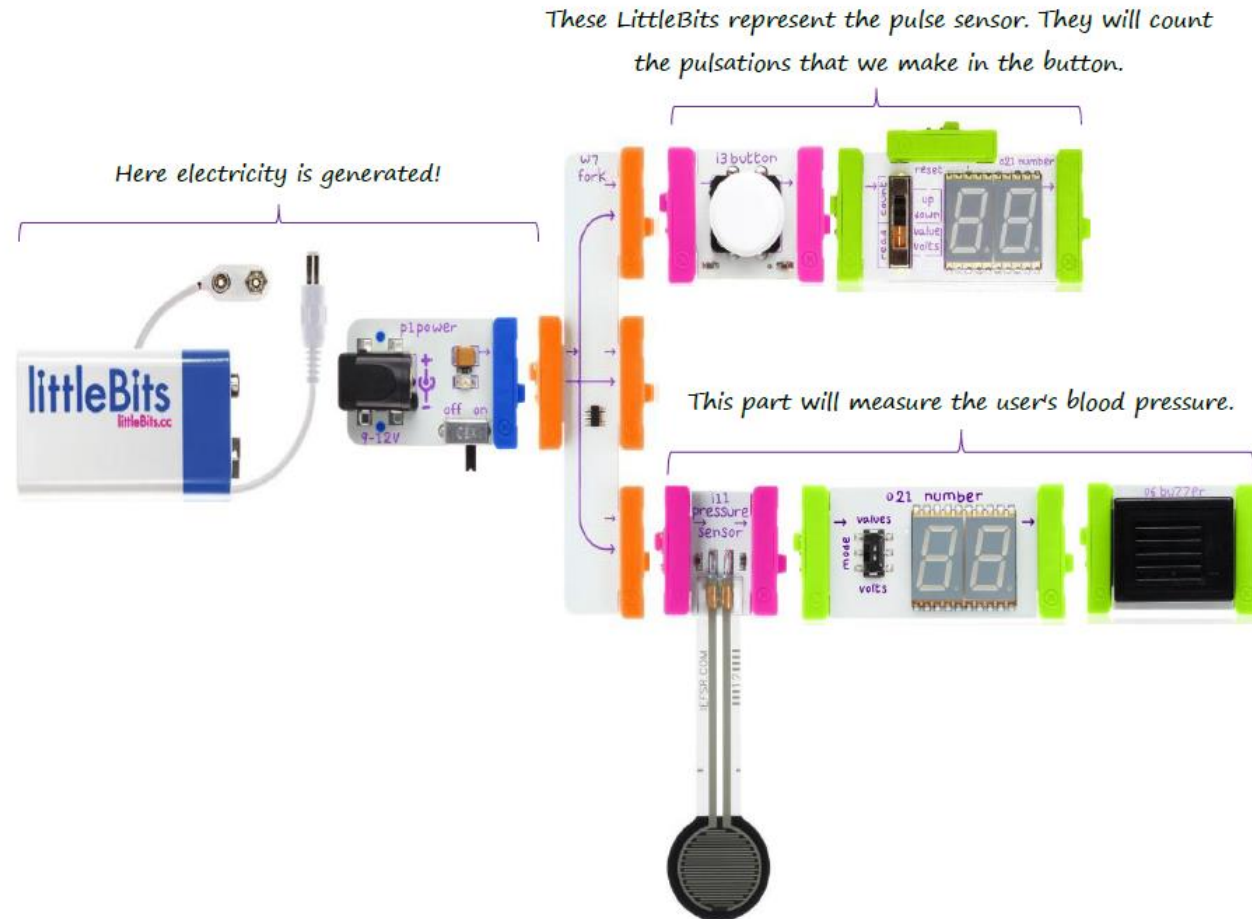 These LittleBits represent the pulse sensor. They will count
the pulsations that we make in the button.
Here electricity is generated!
w7
fork
i3 button
o21 number
reset
count
read
up
down
value
volts
p1 power
off on
9-12V
littleBits
littleBits.cc
This part will measure the user's blood pressure.
i11
pressure
sensor
o21 number
values
mode
volts
o6 buzzer